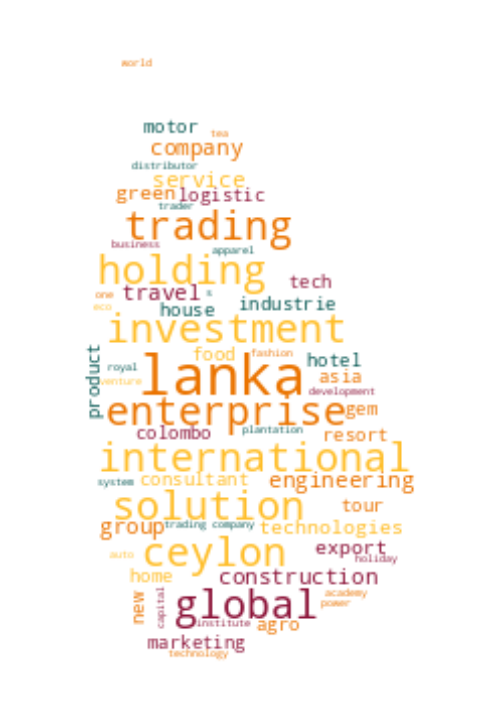 world
motor
tea
company
distributor
service
green logistic
trader
trading
business
apparel
holding
tech
one travel s
eco house industrie
investment
product
food fashion hotel
royal lanka asia
venture development
enterprise gem
colombo plantation resort
international
system consultant engineering
solution tour
group trading company technologies
auto ceylon export
holiday
home construction
new capital global academy
power
institute agro
marketing
technology